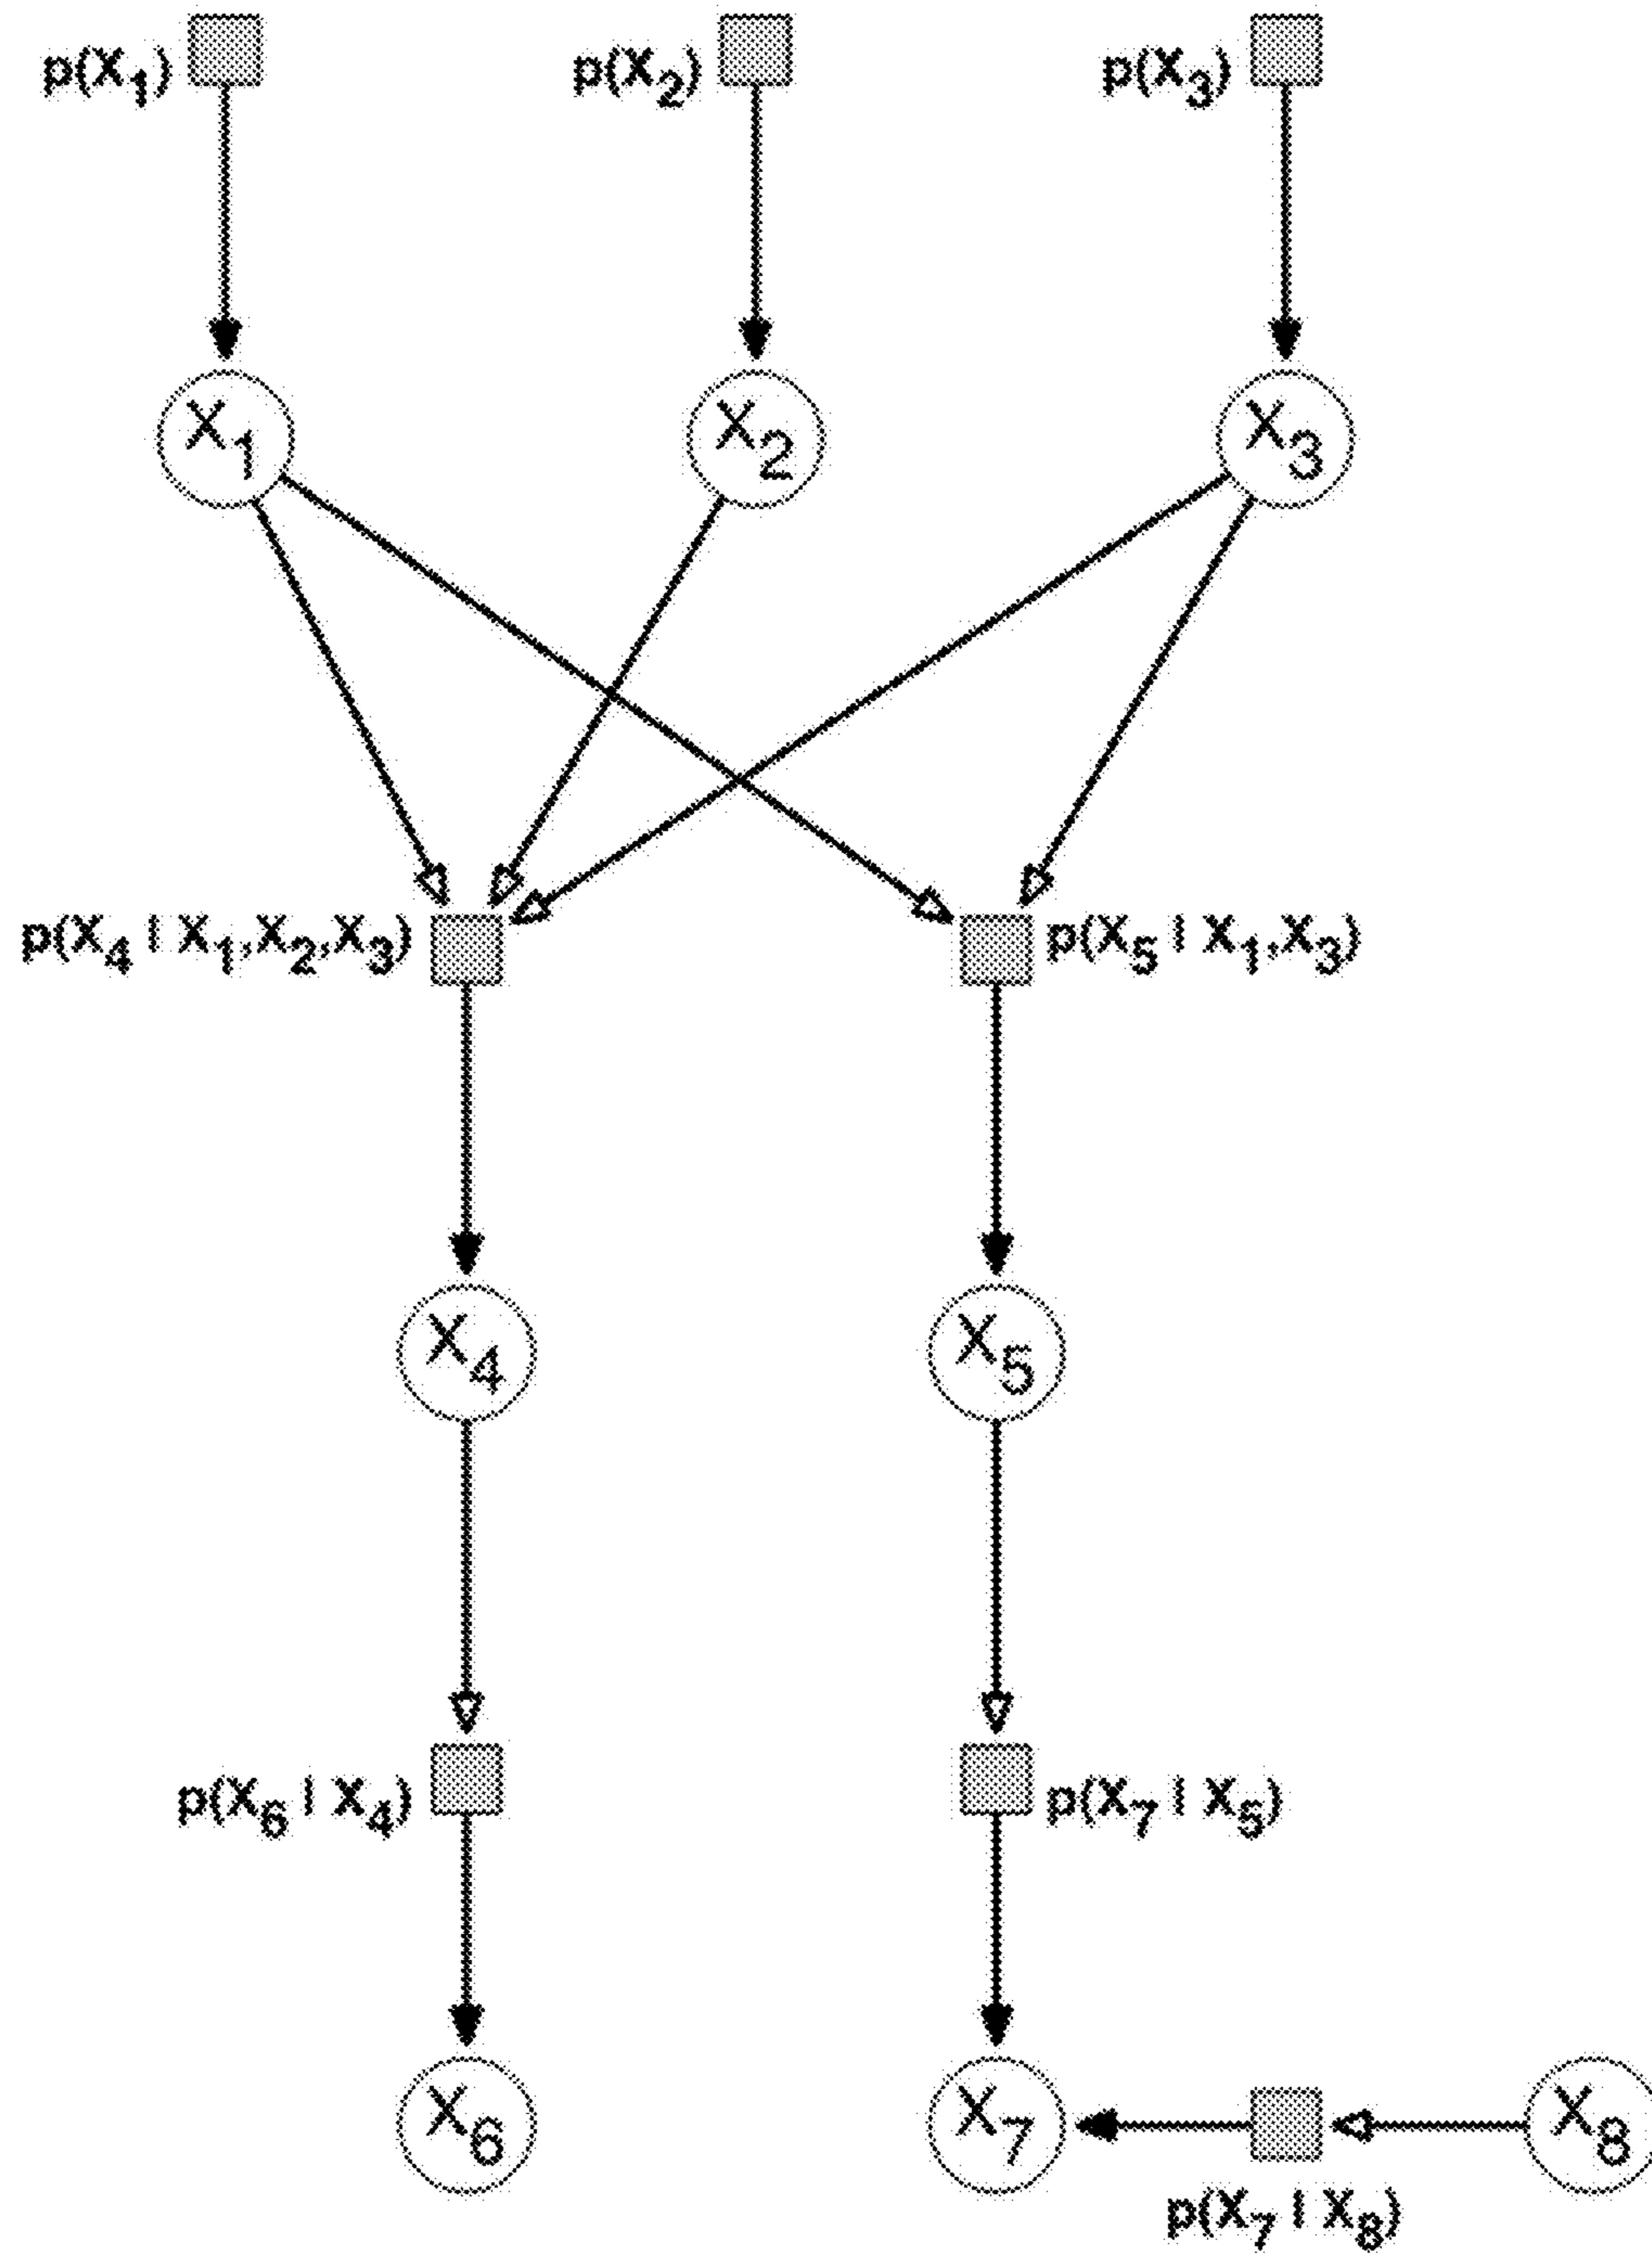 p(X₁)
p(X₂)
p(X₃)
X₁
X₂
X₃
p(X₄ | X₁,X₂,X₃)
p(X₅ | X₁,X₃)
X₄
X₅
p(X₆ | X₄)
p(X₇ | X₅)
X₆
X₇
X₈
p(X₇ | X₈)